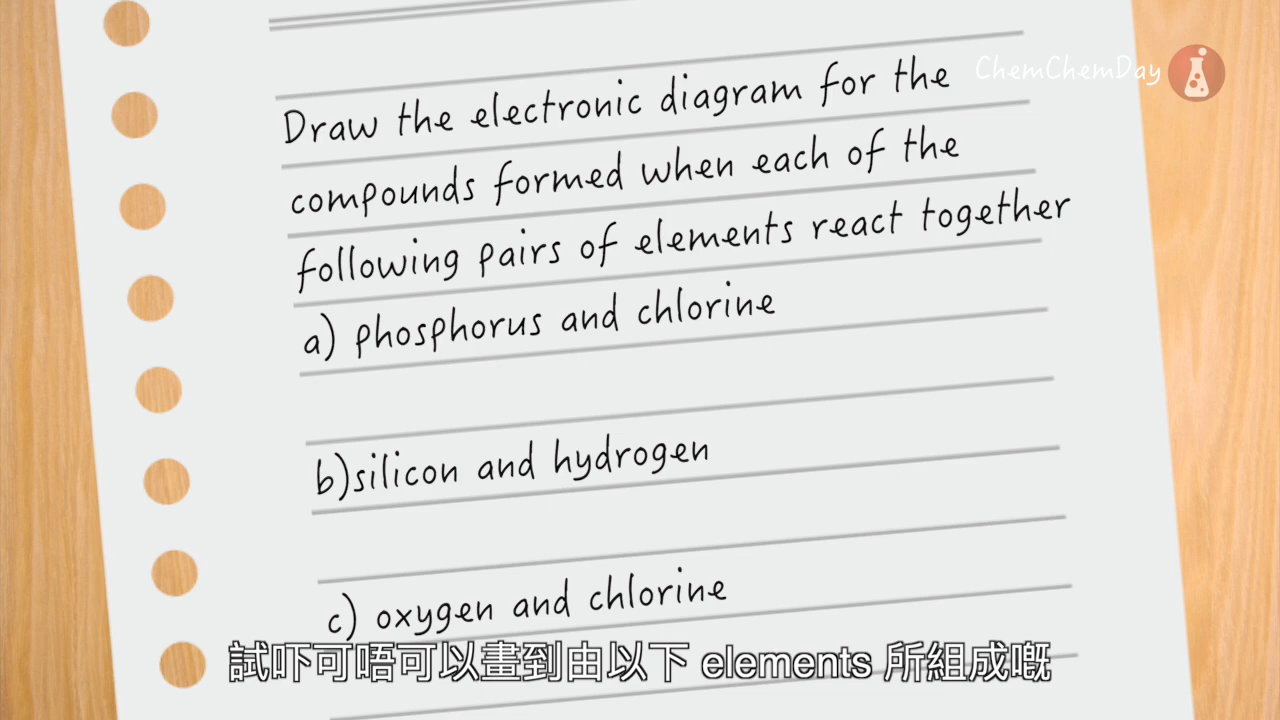 ChemChemDay
Draw the electronic diagram for the
compounds formed when each of the
following pairs of elements react together
a) phosphorus and chlorine
b)silicon and hydrogen
c) oxygen and chlorine
試吓可唔可以畫到由以下 elements 所組成嘅